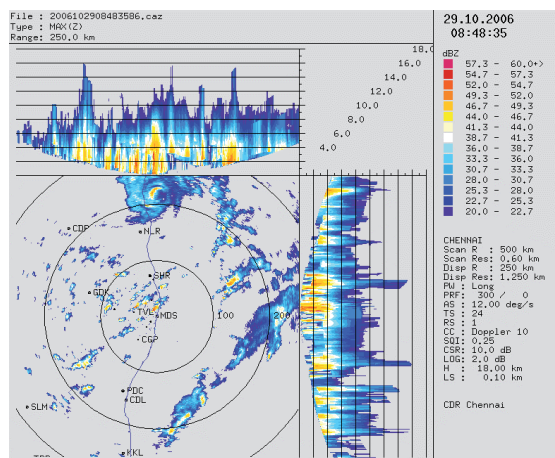 File : 2006102908483586.caz
Type : MAX(Z)
Range: 250.0 km
18.0
16.0
14.0
12.0
10.0
8.0
6.0
4.0
CDP
NLR
SHR
GDK
TVL
MDS
100
200
CGP
PDC
CDL
SLM
KKL
29.10.2006
08:48:35
dBZ
57.3 - 60.0+>
54.7 - 57.3
52.0 - 54.7
49.3 - 52.0
46.7 - 49.3
44.0 - 46.7
41.3 - 44.0
38.7 - 41.3
36.0 - 38.7
33.3 - 36.0
30.7 - 33.3
28.0 - 30.7
25.3 - 28.0
22.7 - 25.3
20.0 - 22.7
CHENNAI
Scan R : 500 km
Scan Res: 0,60 km
Disp R : 250 km
Disp Res: 1,250 km
PW : Long
PRF: 300 / 0
AS : 12,00 deg/s
TS : 24
RS : 1
CC : Doppler 10
SQI: 0,25
CSR: 10,0 dB
LOG: 2,0 dB
H : 18.00 km
LS : 0.10 km
CDR Chennai